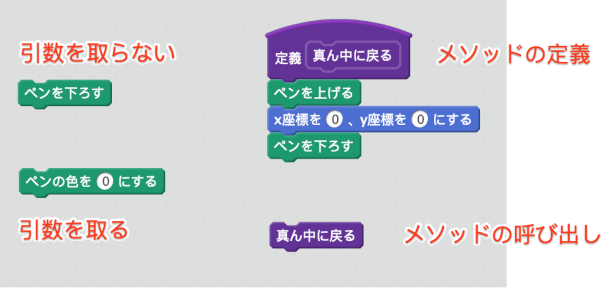 引数を取らない
ペンを下ろす
ペンの色を 0 にする
引数を取る
定義 真ん中に戻る
ペンを上げる
x座標を 0 、y座標を 0 にする
ペンを下ろす
真ん中に戻る
メソッドの定義
メソッドの呼び出し